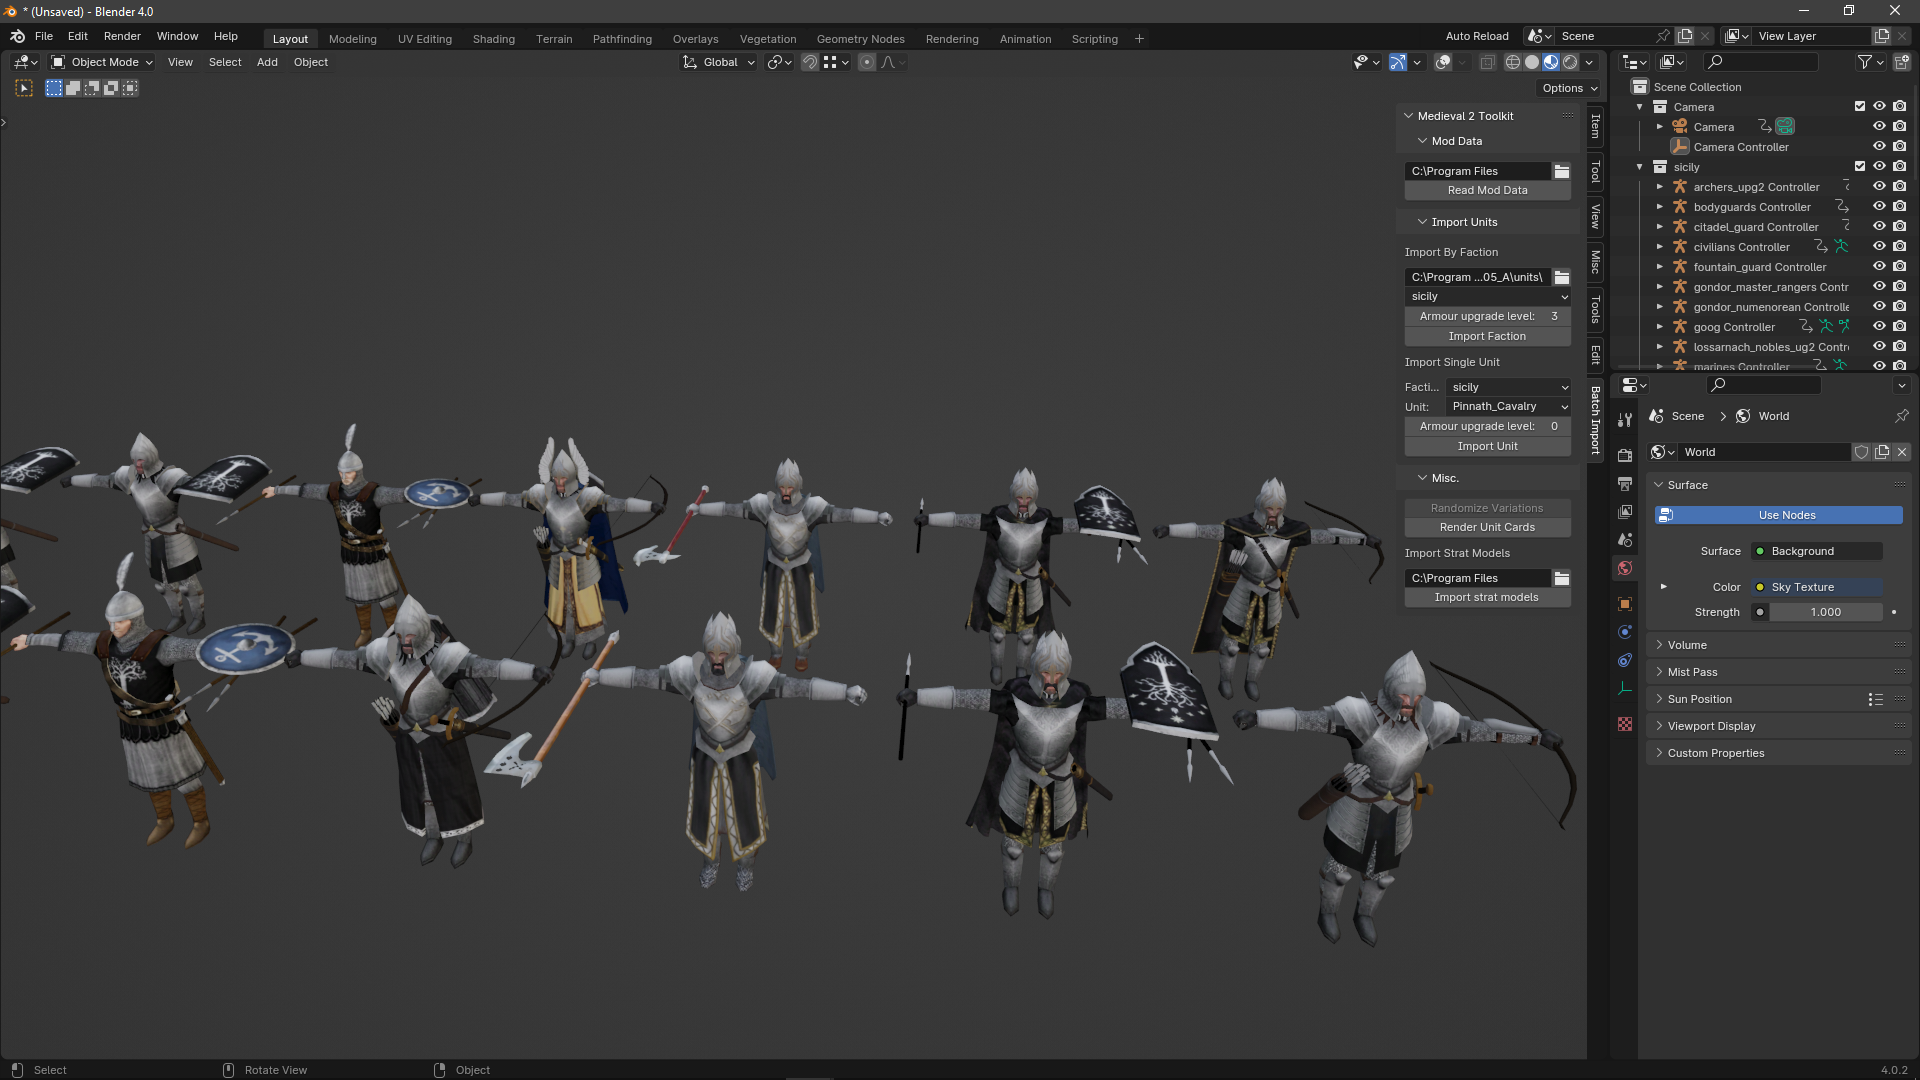 * (Unsaved) - Blender 4.0
File Edit Render Window Help
Layout Modeling UV Editing Shading Terrain Pathfinding Overlays Vegetation Geometry Nodes Rendering Animation Scripting +
Auto Reload Scene View Layer
Object Mode View Select Add Object
Global
Options
Medieval 2 Toolkit
Mod Data
C:\Program Files
Read Mod Data
Import Units
Import By Faction
C:\Program ...05_A\units\
sicily
Armour upgrade level: 3
Import Faction
Import Single Unit
Facti... sicily
Unit: Pinnath_Cavalry
Armour upgrade level: 0
Import Unit
Misc.
Randomize Variations
Render Unit Cards
Import Strat Models
C:\Program Files
Import strat models
Item
Tool
View
Misc
Tools
Edit
Batch Import
Scene Collection
Camera
Camera
Camera Controller
sicily
archers_upg2 Controller
bodyguards Controller
citadel_guard Controller
civilians Controller
fountain_guard Controller
gondor_master_rangers Contr
gondor_numenorean Controlle
goog Controller
lossarnach_nobles_ug2 Contr
marines Controller
Scene > World
World
Surface
Use Nodes
Surface Background
Color Sky Texture
Strength 1.000
Volume
Mist Pass
Sun Position
Viewport Display
Custom Properties
Select Rotate View Object 4.0.2